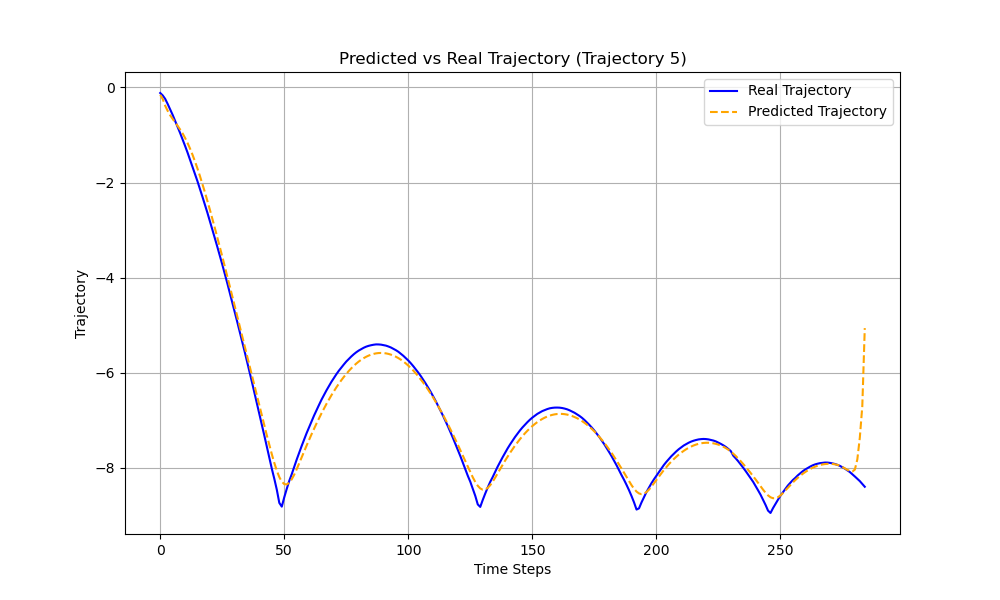 Predicted vs Real Trajectory (Trajectory 5)
Real Trajectory
Predicted Trajectory
Trajectory
0
−2
−4
−6
−8
0 50 100 150 200 250
Time Steps